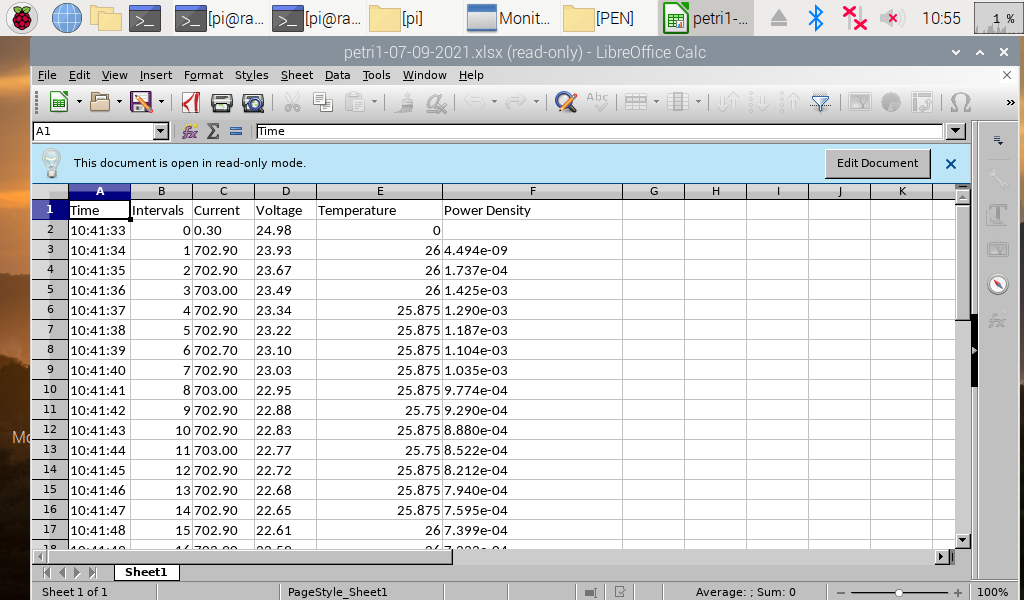 [pi@ra... [pi@ra... [pi] Monit... [PEN] petri1-... 10:55 1 %
petri1-07-09-2021.xlsx (read-only) - LibreOffice Calc
File Edit View Insert Format Styles Sheet Data Tools Window Help
Abc
A1 Time
This document is open in read-only mode. Edit Document
A B C D E F G H I J K
1 Time Intervals Current Voltage Temperature Power Density
2 10:41:33 0 0.30 24.98 0
3 10:41:34 1 702.90 23.93 26 4.494e-09
4 10:41:35 2 702.90 23.67 26 1.737e-04
5 10:41:36 3 703.00 23.49 26 1.425e-03
6 10:41:37 4 702.90 23.34 25.875 1.290e-03
7 10:41:38 5 702.90 23.22 25.875 1.187e-03
8 10:41:39 6 702.70 23.10 25.875 1.104e-03
9 10:41:40 7 702.90 23.03 25.875 1.035e-03
10 10:41:41 8 703.00 22.95 25.875 9.774e-04
11 10:41:42 9 702.90 22.88 25.75 9.290e-04
12 10:41:43 10 702.90 22.83 25.875 8.880e-04
13 10:41:44 11 703.00 22.77 25.75 8.522e-04
14 10:41:45 12 702.90 22.72 25.875 8.212e-04
15 10:41:46 13 702.90 22.68 25.875 7.940e-04
16 10:41:47 14 702.90 22.65 25.875 7.595e-04
17 10:41:48 15 702.90 22.61 26 7.399e-04
Sheet1
Sheet 1 of 1 PageStyle_Sheet1 Average: ; Sum: 0 100%